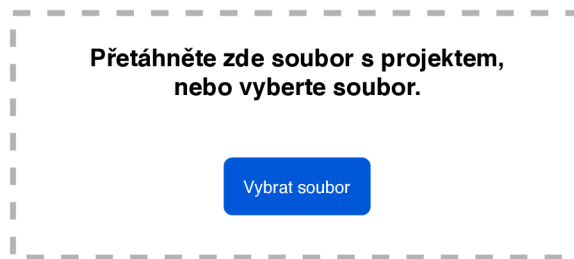 Přetáhněte zde soubor s projektem,
nebo vyberte soubor.
Vybrat soubor